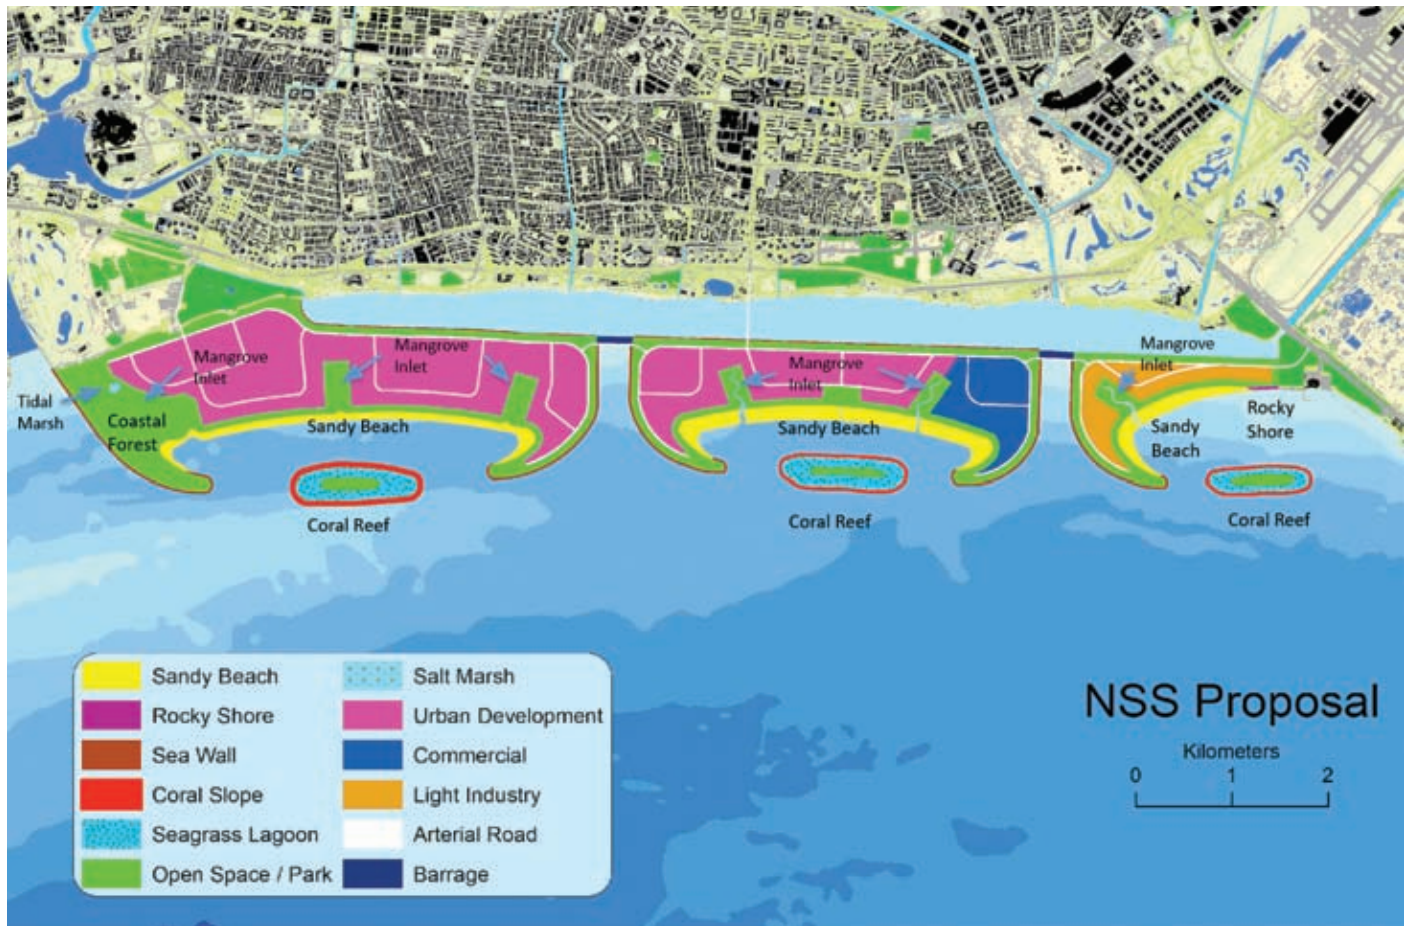 Mangrove
Inlet
Mangrove
Inlet
Mangrove
Inlet
Mangrove
Inlet
Tidal
Marsh
Coastal
Forest
Sandy Beach
Sandy Beach
Sandy
Beach
Rocky
Shore
Coral Reef
Coral Reef
Coral Reef
Sandy Beach
Rocky Shore
Sea Wall
Coral Slope
Seagrass Lagoon
Open Space / Park
Salt Marsh
Urban Development
Commercial
Light Industry
Arterial Road
Barrage
NSS Proposal
Kilometers
0 1 2